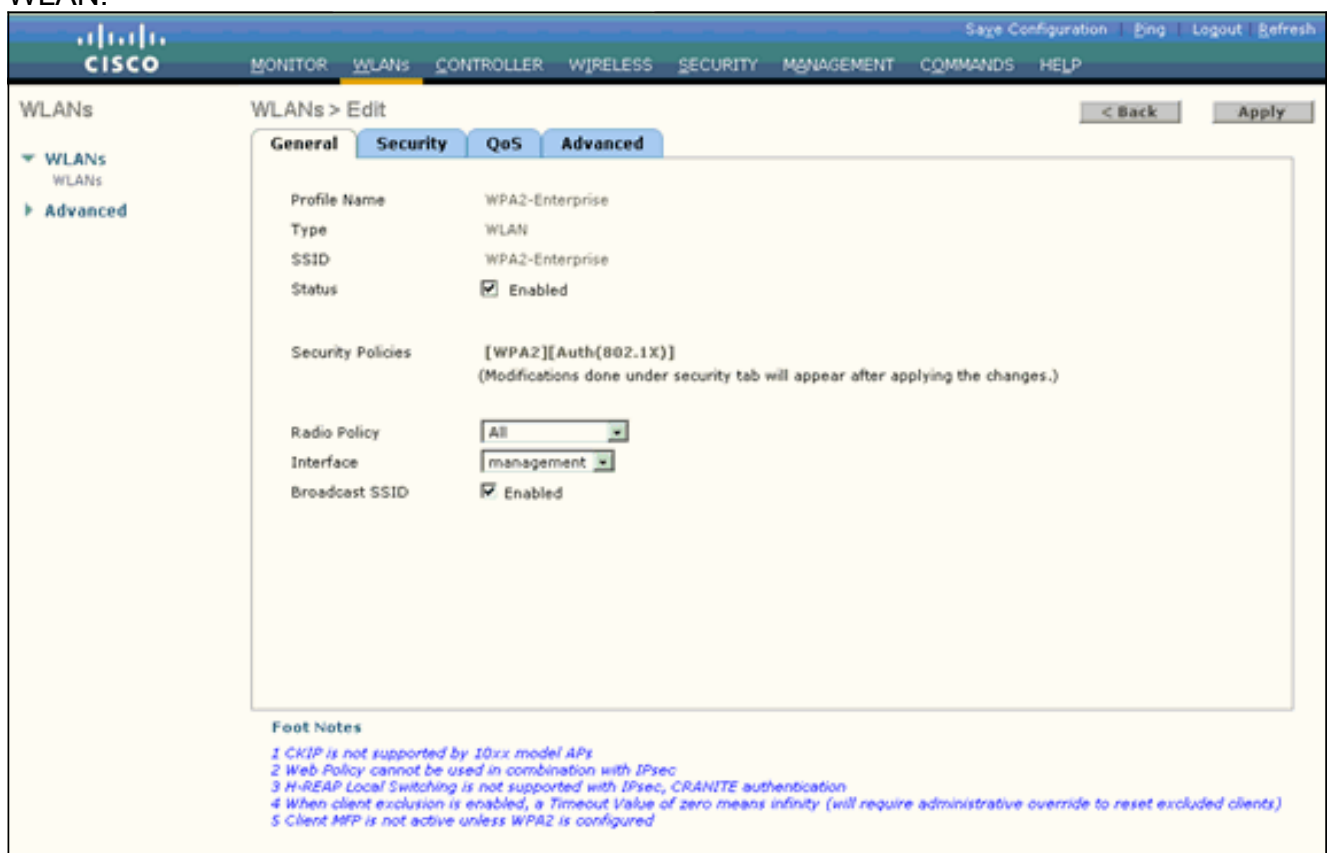 WLAN.
Save Configuration | Ping | Logout | Refresh
CISCO
MONITOR WLANs CONTROLLER WIRELESS SECURITY MANAGEMENT COMMANDS HELP
WLANs
WLANs > Edit
< Back
Apply
General Security QoS Advanced
WLANs
WLANs
Advanced
Profile Name WPA2-Enterprise
Type WLAN
SSID WPA2-Enterprise
Status Enabled
Security Policies [WPA2][Auth(802.1X)]
(Modifications done under security tab will appear after applying the changes.)
Radio Policy All
Interface management
Broadcast SSID Enabled
Foot Notes
1 CKIP is not supported by 10xx model APs
2 Web Policy cannot be used in combination with IPsec
3 H-REAP Local Switching is not supported with IPsec, CRANITE authentication
4 When client exclusion is enabled, a Timeout Value of zero means infinity (will require administrative override to reset excluded clients)
5 Client MFP is not active unless WPA2 is configured